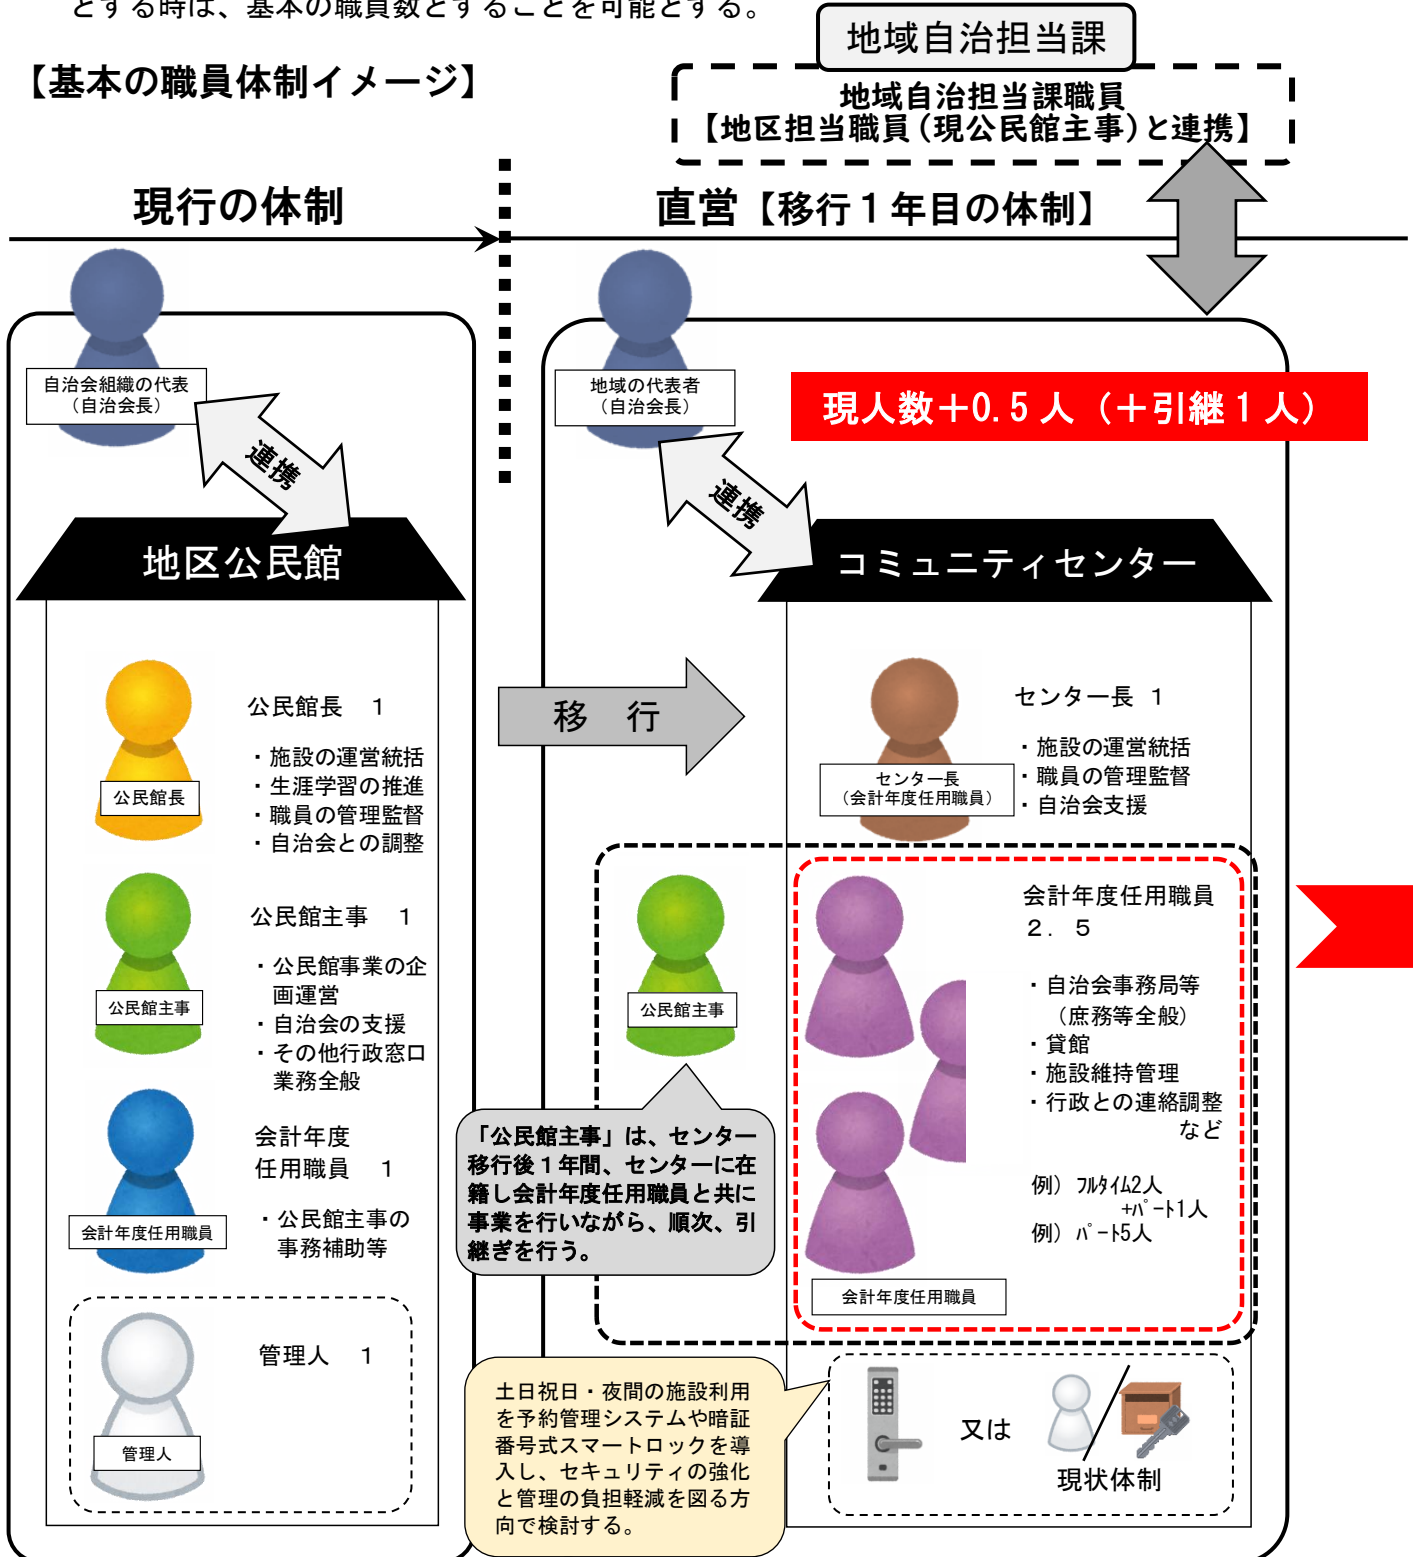 とする時は、基本の職員数とすることを可能とする。
地域自治担当課
【基本の職員体制イメージ】
地域自治担当課職員
【地区担当職員（現公民館主事）と連携】
現行の体制
直営【移行１年目の体制】
自治会組織の代表
（自治会長）
連携
地区公民館
公民館長　１
・施設の運営統括
・生涯学習の推進
・職員の管理監督
・自治会との調整
公民館長
公民館主事　１
・公民館事業の企
画運営
・自治会の支援
・その他行政窓口
業務全般
公民館主事
会計年度
任用職員　１
・公民館主事の
事務補助等
会計年度任用職員
管理人　１
管理人
移　行
地域の代表者
（自治会長）
現人数＋0.5人（＋引継１人）
連携
コミュニティセンター
センター長　１
・施設の運営統括
・職員の管理監督
・自治会支援
センター長
（会計年度任用職員）
公民館主事
会計年度任用職員
２．５
・自治会事務局等
（庶務等全般）
・貸館
・施設維持管理
・行政との連絡調整
など
例）ﾌﾙﾀｲﾑ2人
+ﾊﾟｰﾄ1人
例）ﾊﾟｰﾄ5人
会計年度任用職員
「公民館主事」は、センター
移行後１年間、センターに在
籍し会計年度任用職員と共に
事業を行いながら、順次、引
継ぎを行う。
土日祝日・夜間の施設利用
を予約管理システムや暗証
番号式スマートロックを導
入し、セキュリティの強化
と管理の負担軽減を図る方
向で検討する。
又は
現状体制